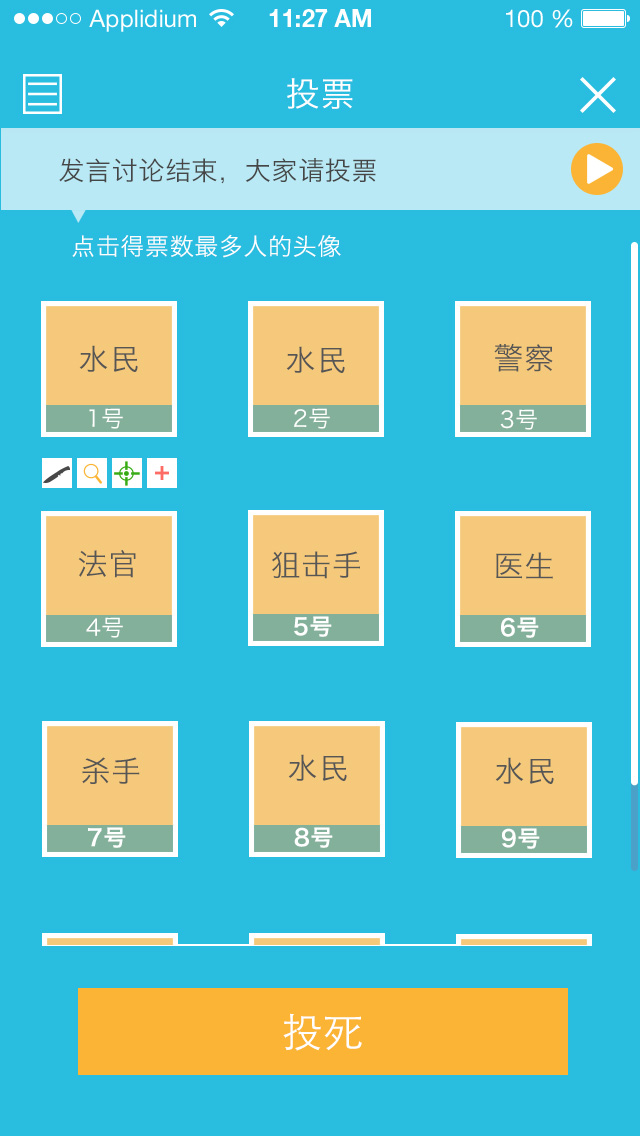 Applidium 11:27 AM 100 %
投票
发言讨论结束，大家请投票
点击得票数最多人的头像
水民 水民 警察
1号 2号 3号
法官 狙击手 医生
4号 5号 6号
杀手 水民 水民
7号 8号 9号
投死